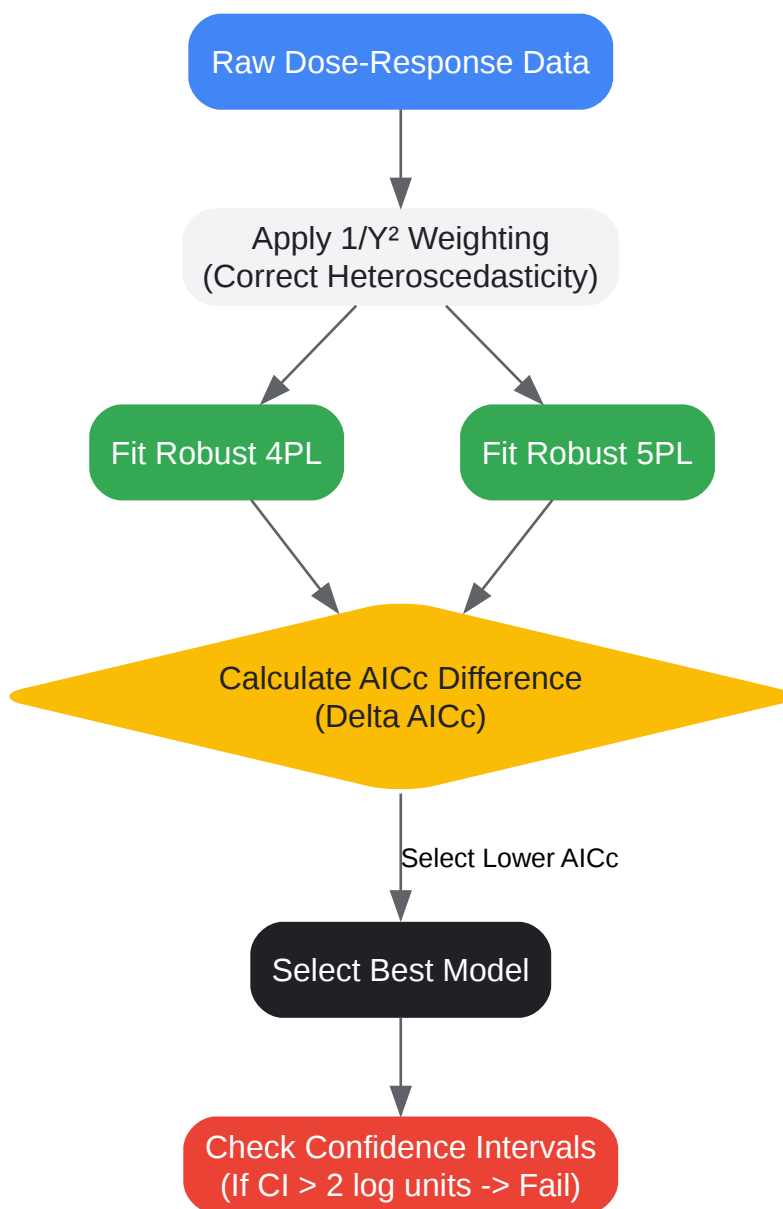 Raw Dose-Response Data
Apply 1/Y² Weighting
(Correct Heteroscedasticity)
Fit Robust 4PL
Fit Robust 5PL
Calculate AICc Difference
(Delta AICc)
Select Lower AICc
Select Best Model
Check Confidence Intervals
(If CI > 2 log units -> Fail)